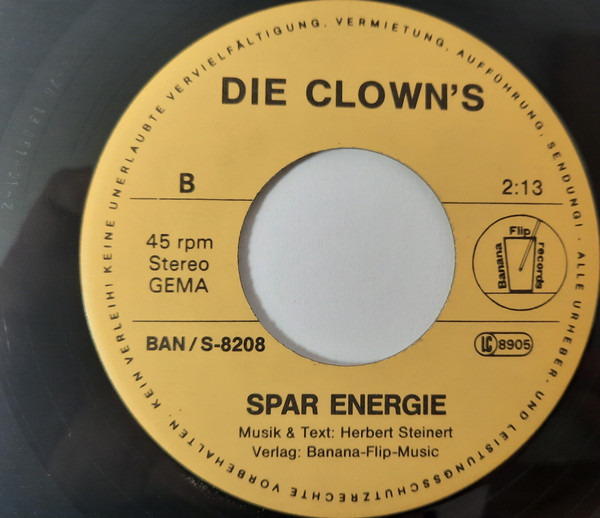 KEINE UNERLAUBTE VERVIELFÄLTIGUNG, VERMIETUNG, AUFFÜHRUNG, SENDUNG! · ALLE URHEBER- UND LEISTUNGSSCHUTZRECHTE VORBEHALTEN. KEIN VERLEIH!
DIE CLOWN'S
B
2:13
45 rpm
Stereo
GEMA
Banana
Flip
records
BAN/S-8208
LC 8905
SPAR ENERGIE
Musik & Text: Herbert Steinert
Verlag: Banana-Flip-Music